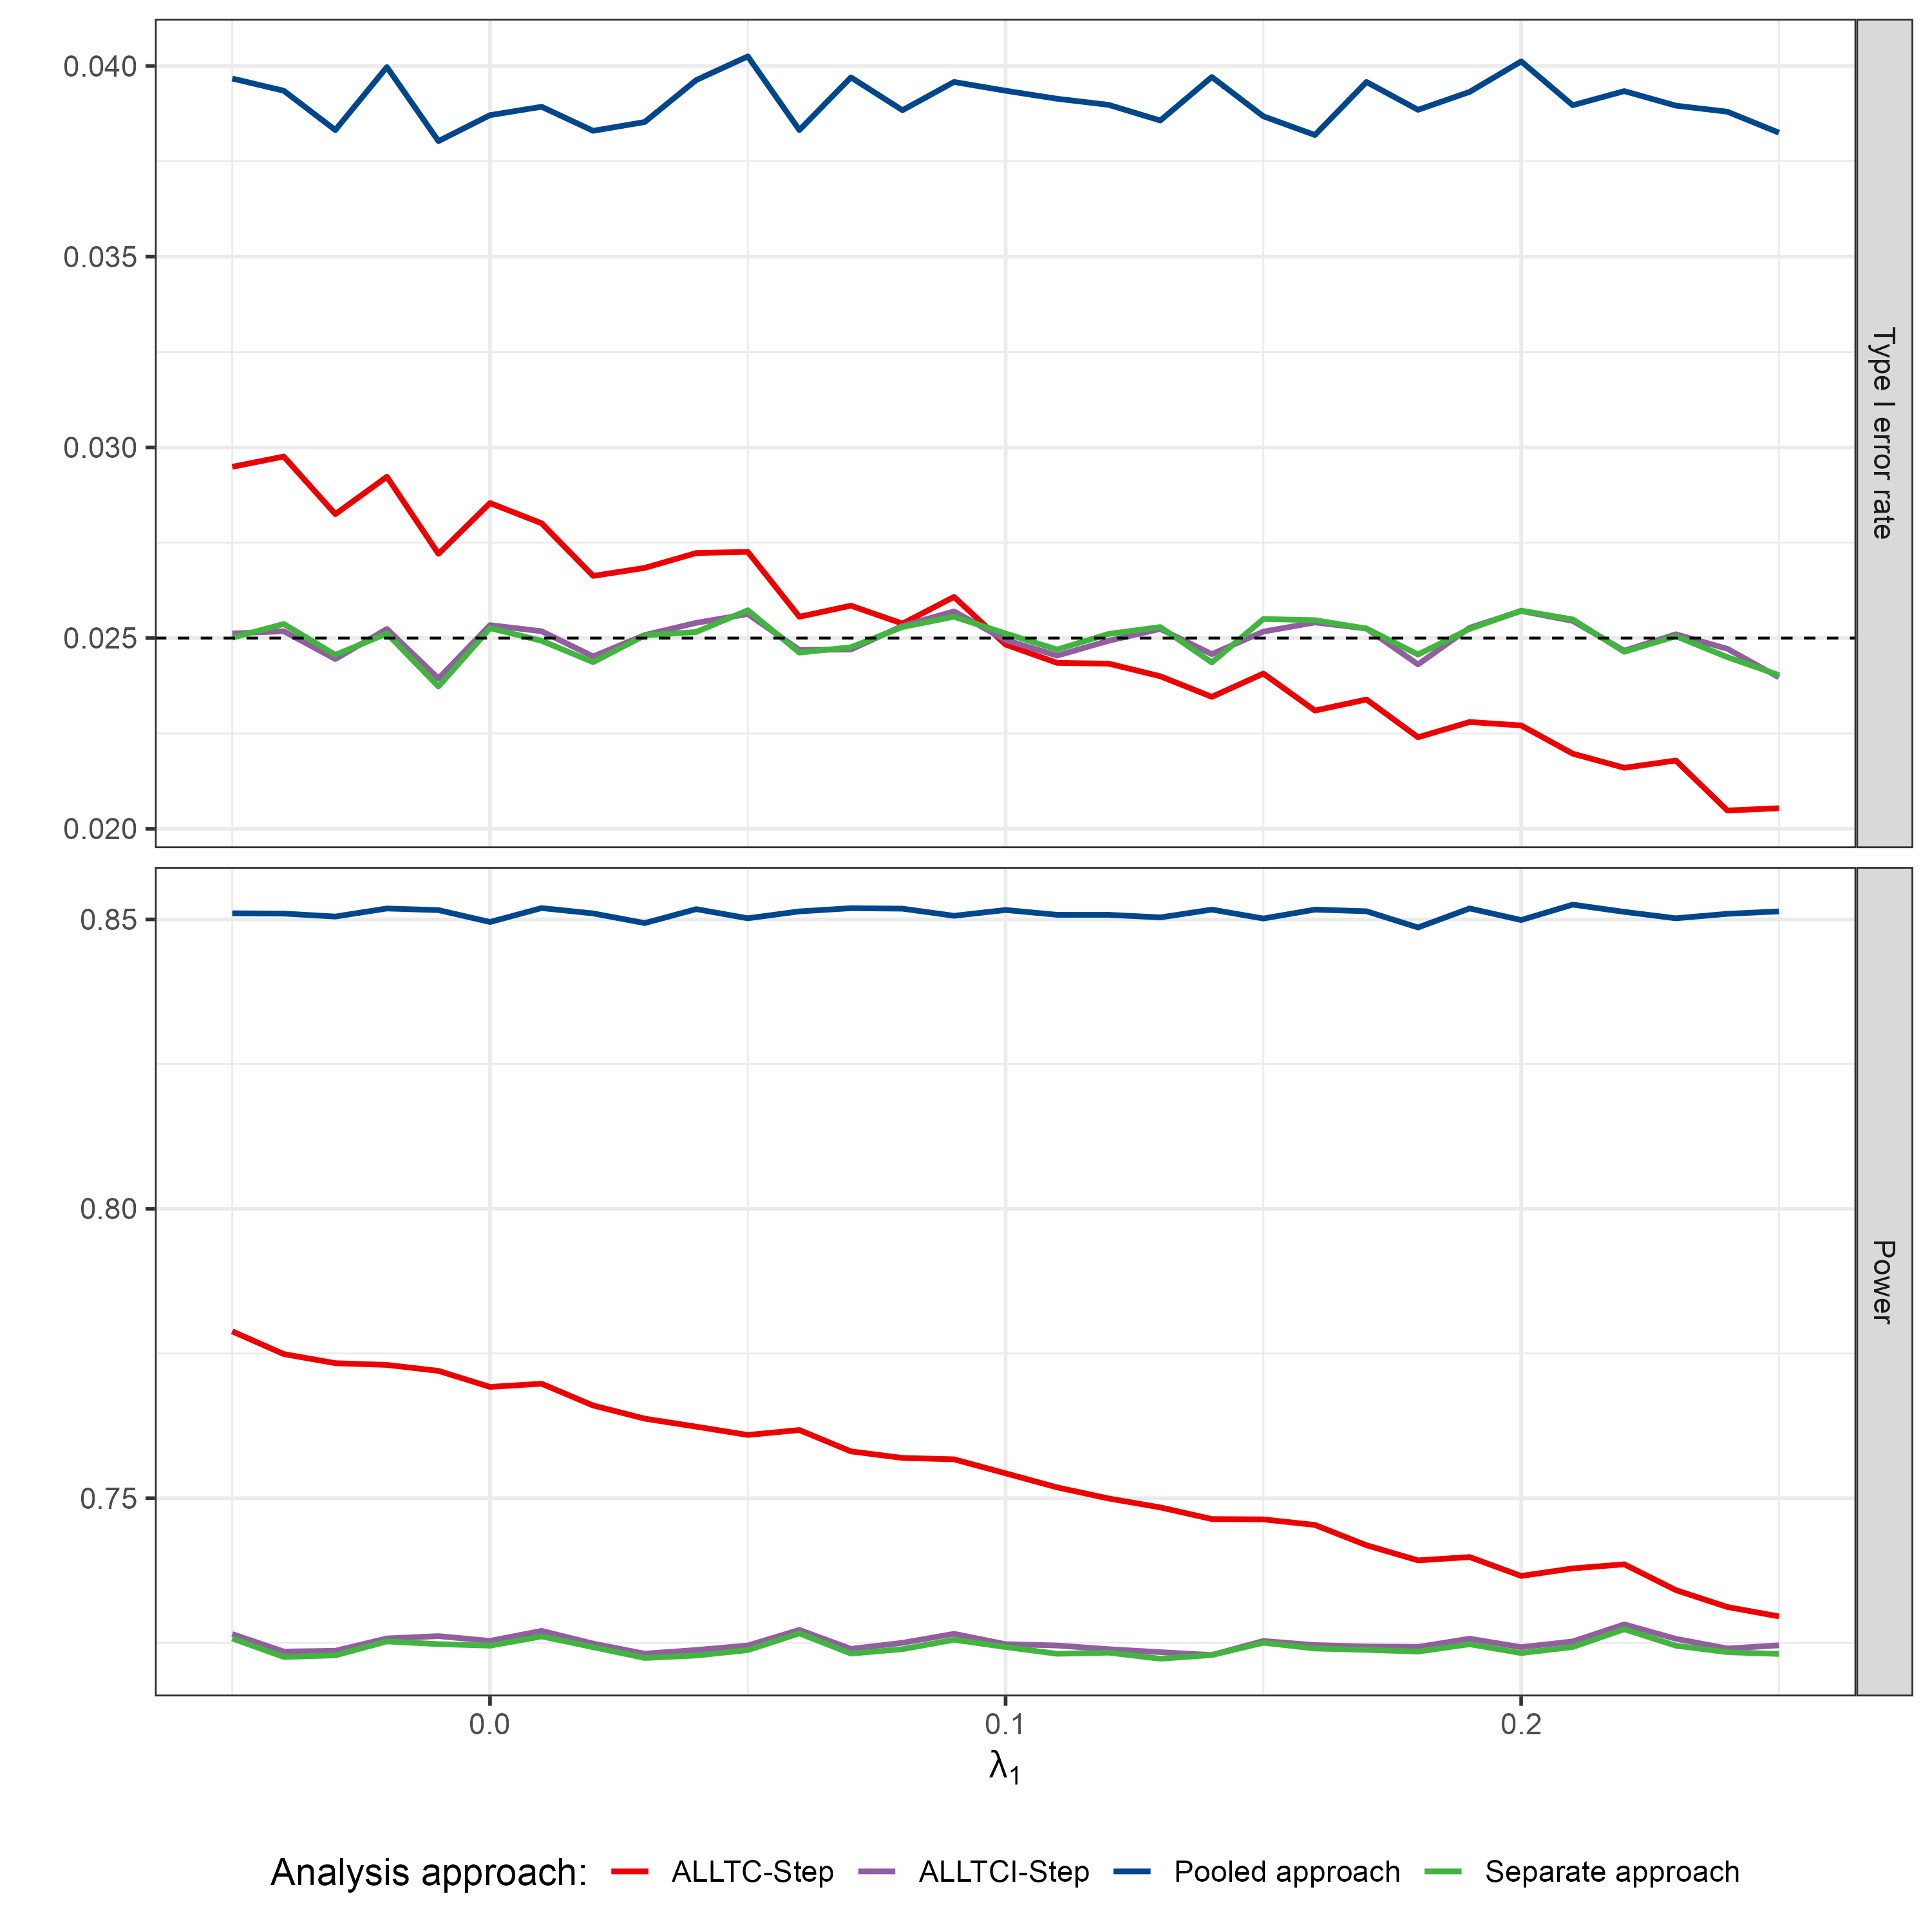 0.040
0.035
0.030
0.025
0.020
Type I error rate
0.85
0.80
0.75
Power
0.0 0.1 0.2
λ₁
Analysis approach: ALLTC-Step ALLTCI-Step Pooled approach Separate approach